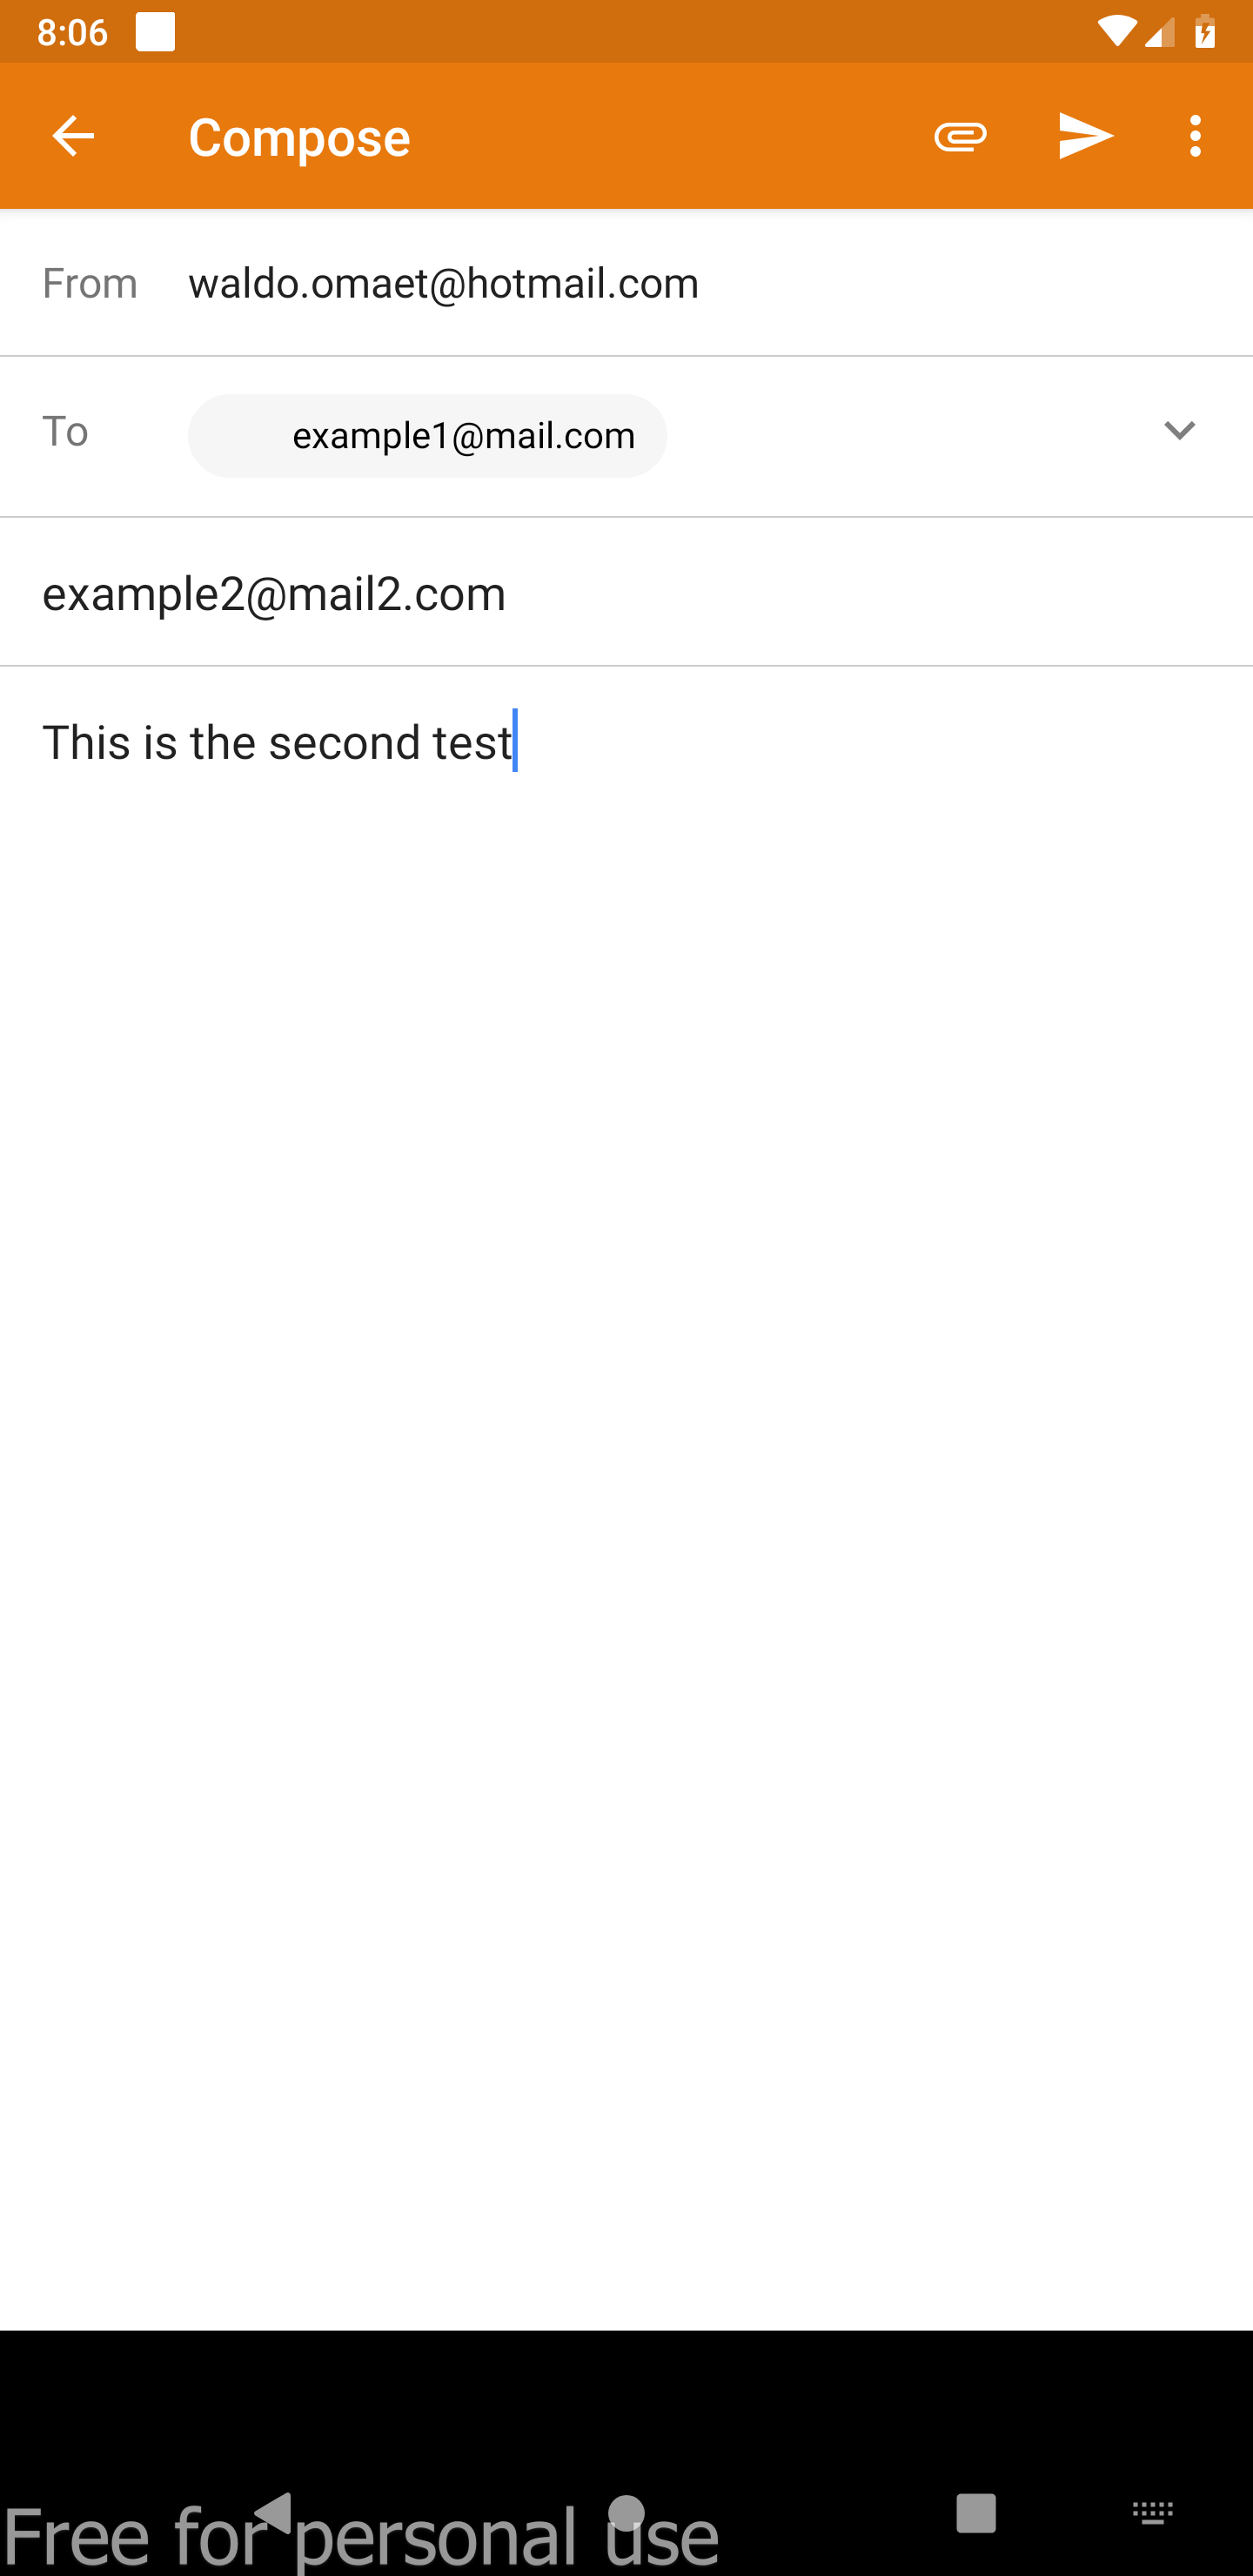 8:06
Compose
From waldo.omaet@hotmail.com
To example1@mail.com
example2@mail2.com
This is the second test
Free for personal use